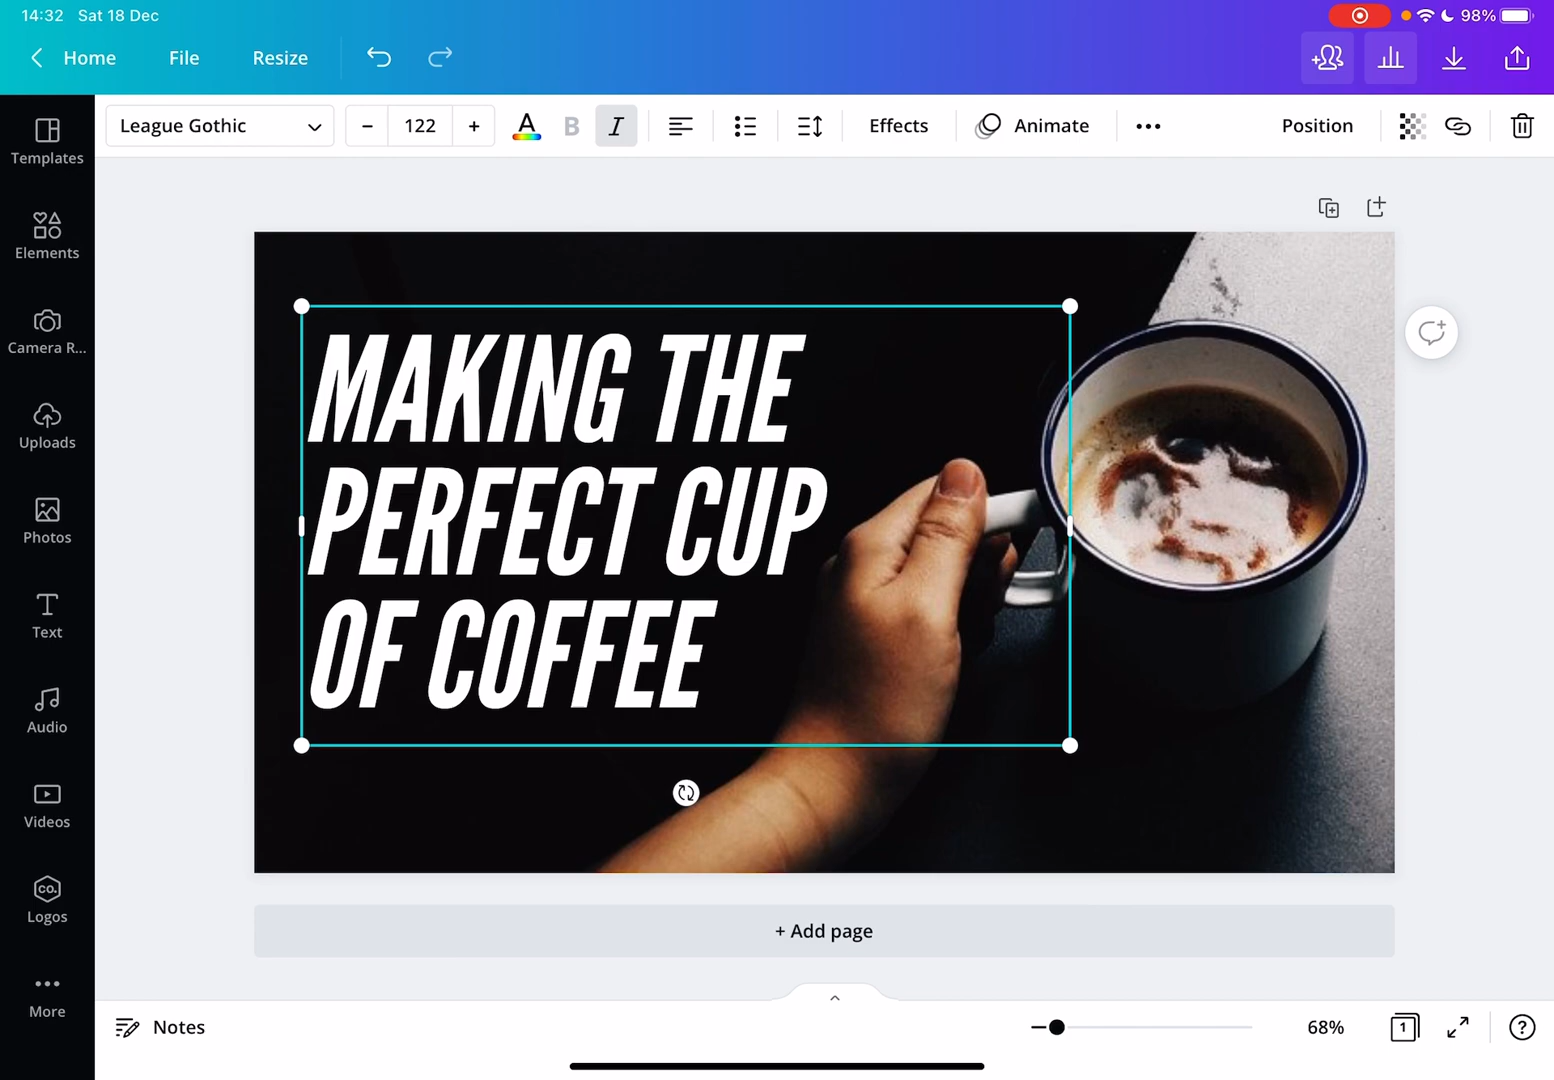 14:32 Sat 18 Dec 98%
Home File Resize
League Gothic − 122 + A B I Effects Animate ••• Position
Templates
Elements
Camera R...
Uploads
Photos
Text
Audio
Videos
CO.
Logos
More
MAKING THE
PERFECT CUP
OF COFFEE
+ Add page
Notes 68% 1 ?